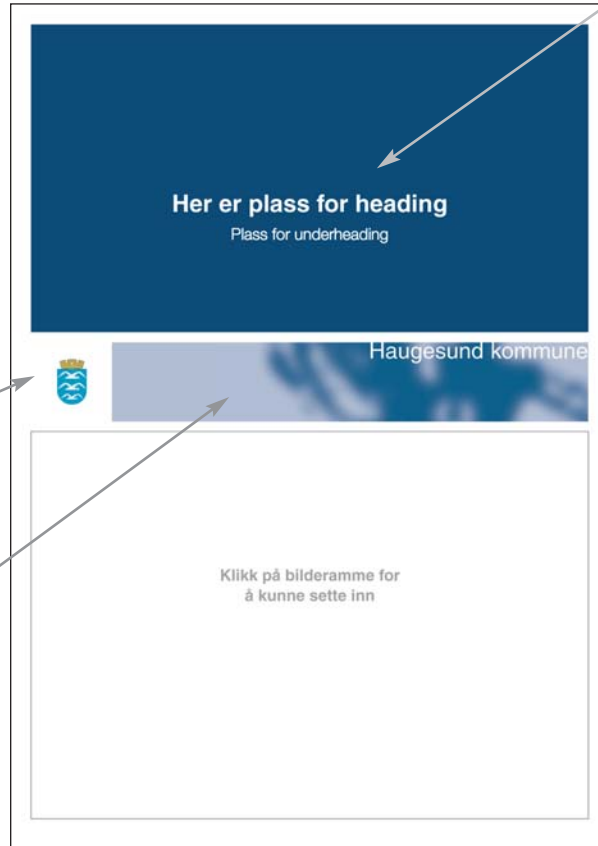 Her er plass for heading
Plass for underheading
Haugesund kommune
Klikk på bilderamme for
å kunne sette inn